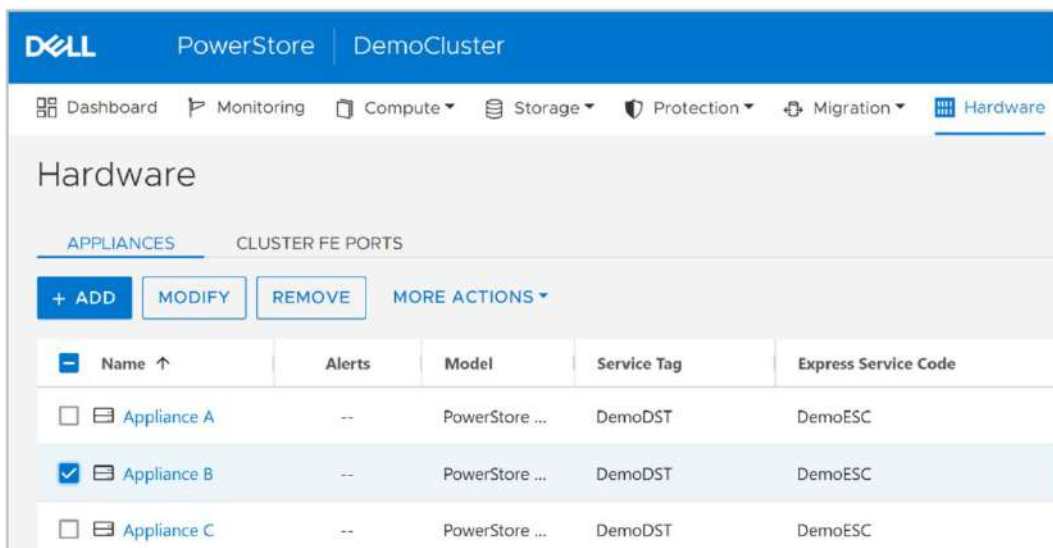 DELL PowerStore DemoCluster
Dashboard Monitoring Compute Storage Protection Migration Hardware
Hardware
APPLIANCES CLUSTER FE PORTS
+ ADD MODIFY REMOVE MORE ACTIONS
Name ↑ Alerts Model Service Tag Express Service Code
Appliance A -- PowerStore ... DemoDST DemoESC
Appliance B -- PowerStore ... DemoDST DemoESC
Appliance C -- PowerStore ... DemoDST DemoESC